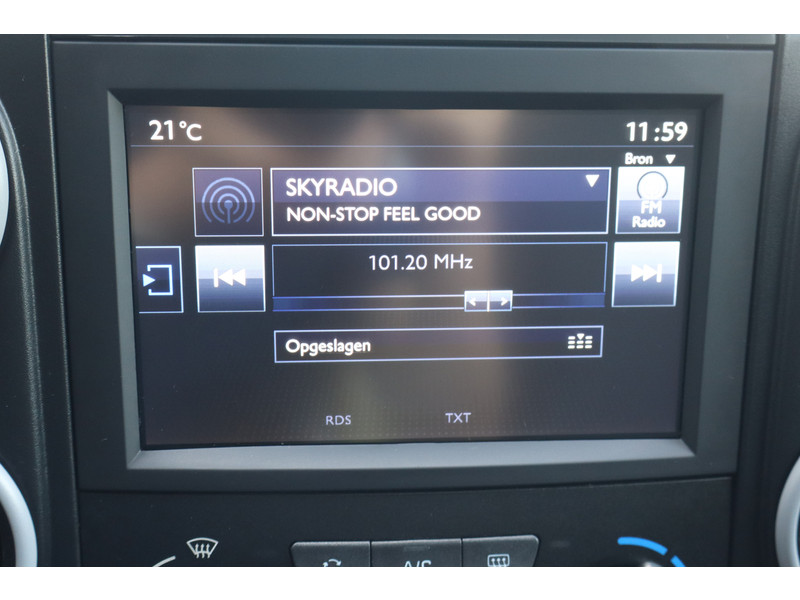 21°C
11:59
Bron
SKYRADIO
NON-STOP FEEL GOOD
FM
Radio
101.20 MHz
Opgeslagen
RDS
TXT
A/C